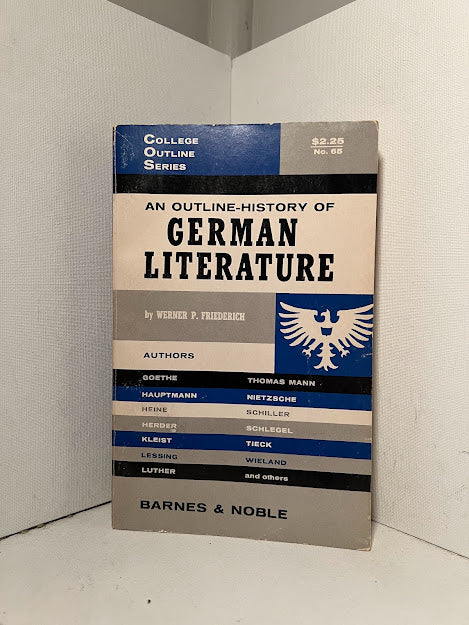 COLLEGE
OUTLINE
SERIES
$2.25
No. 65
AN OUTLINE-HISTORY OF
GERMAN
LITERATURE
by WERNER P. FRIEDERICH
AUTHORS
GOETHE THOMAS MANN
HAUPTMANN NIETZSCHE
HEINE SCHILLER
HERDER SCHLEGEL
KLEIST TIECK
LESSING WIELAND
LUTHER and others
BARNES & NOBLE